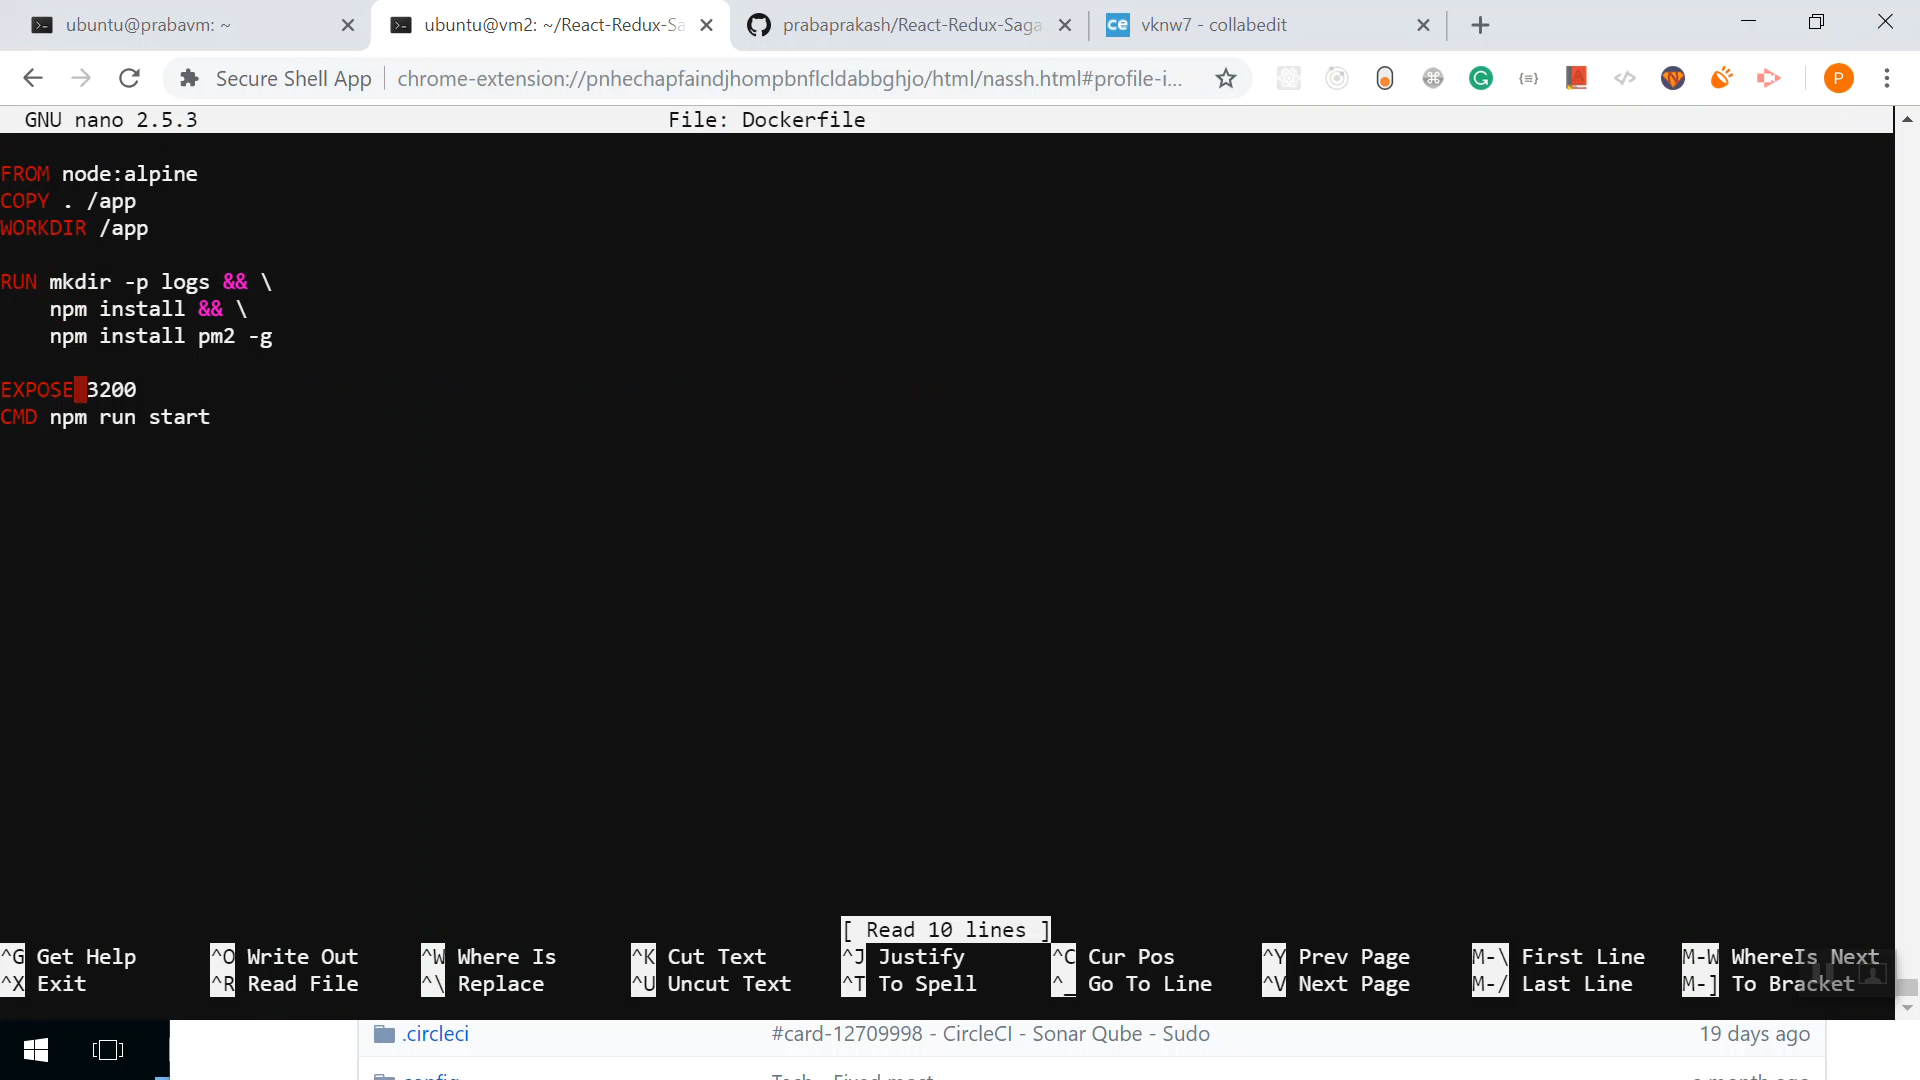 ubuntu@prabavm: ~
ubuntu@vm2: ~/React-Redux-Sa
prabaprakash/React-Redux-Saga
ce vknw7 - collabedit
Secure Shell App
chrome-extension://pnhechapfaindjhompbnflcldabbghjo/html/nassh.html#profile-i...
P
GNU nano 2.5.3 File: Dockerfile
FROM node:alpine
COPY . /app
WORKDIR /app
RUN mkdir -p logs && \
npm install && \
npm install pm2 -g
EXPOSE 3200
CMD npm run start
[ Read 10 lines ]
^G Get Help ^O Write Out ^W Where Is ^K Cut Text ^J Justify ^C Cur Pos ^Y Prev Page M-\ First Line M-W WhereIs Next
^X Exit ^R Read File ^\ Replace ^U Uncut Text ^T To Spell ^_ Go To Line ^V Next Page M-/ Last Line M-] To Bracket
.circleci #card-12709998 - CircleCI - Sonar Qube - Sudo 19 days ago